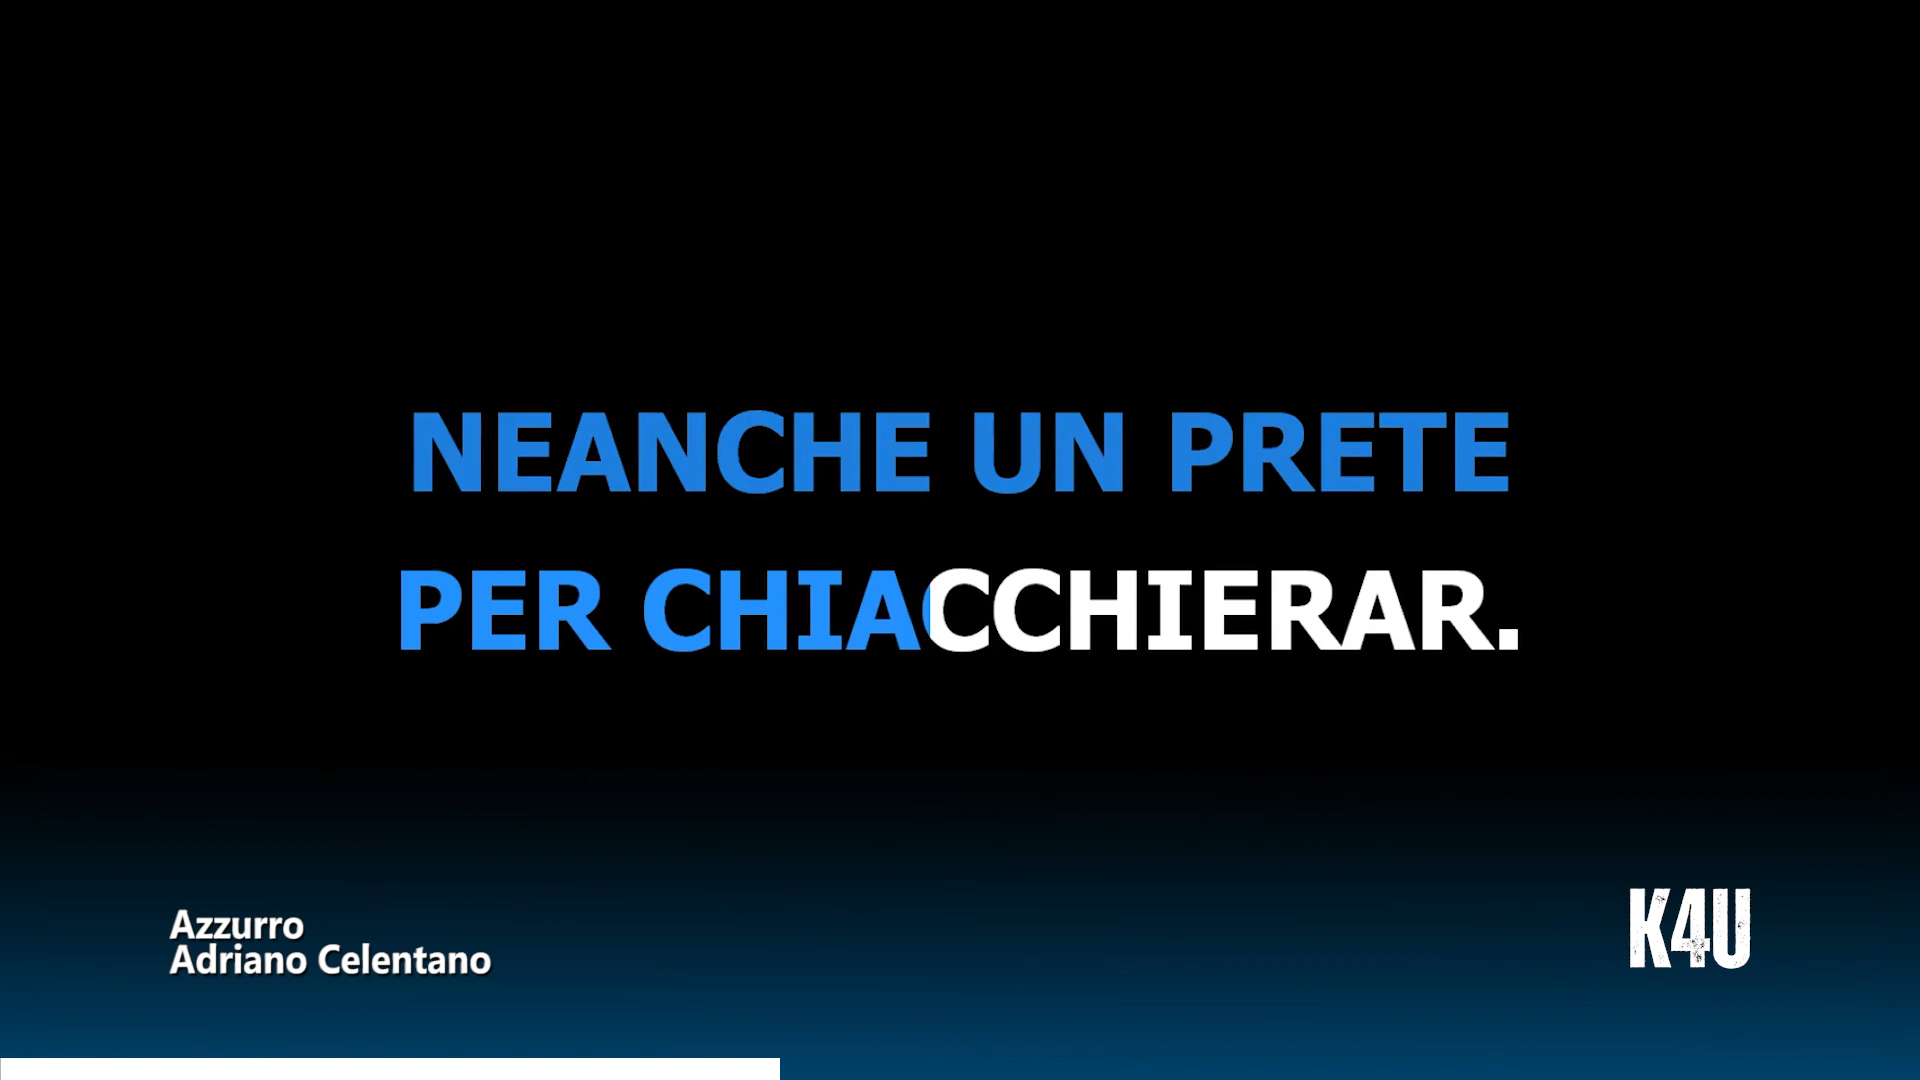 NEANCHE UN PRETE
PER CHIACCHIERAR.
Azzurro
Adriano Celentano
K4U